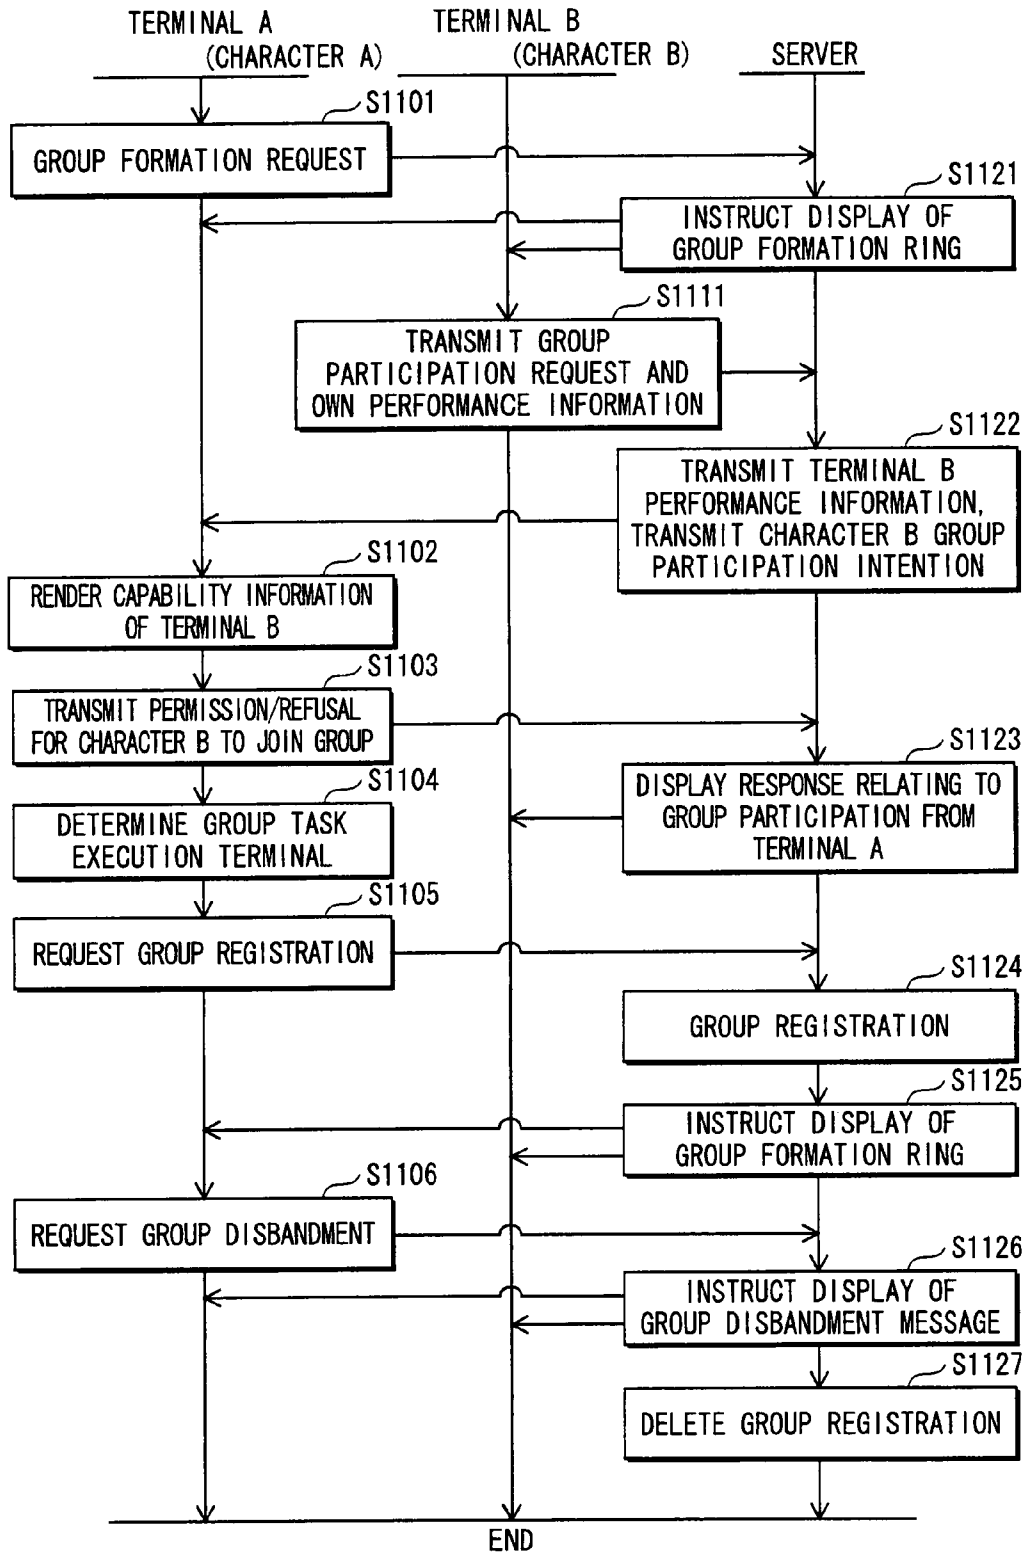 TERMINAL A
(CHARACTER A)
TERMINAL B
(CHARACTER B)
SERVER
S1101
GROUP FORMATION REQUEST
S1121
INSTRUCT DISPLAY OF
GROUP FORMATION RING
S1111
TRANSMIT GROUP
PARTICIPATION REQUEST AND
OWN PERFORMANCE INFORMATION
S1122
TRANSMIT TERMINAL B
PERFORMANCE INFORMATION,
TRANSMIT CHARACTER B GROUP
PARTICIPATION INTENTION
S1102
RENDER CAPABILITY INFORMATION
OF TERMINAL B
S1103
TRANSMIT PERMISSION/REFUSAL
FOR CHARACTER B TO JOIN GROUP
S1123
DISPLAY RESPONSE RELATING TO
GROUP PARTICIPATION FROM
TERMINAL A
S1104
DETERMINE GROUP TASK
EXECUTION TERMINAL
S1105
REQUEST GROUP REGISTRATION
S1124
GROUP REGISTRATION
S1125
INSTRUCT DISPLAY OF
GROUP FORMATION RING
S1106
REQUEST GROUP DISBANDMENT
S1126
INSTRUCT DISPLAY OF
GROUP DISBANDMENT MESSAGE
S1127
DELETE GROUP REGISTRATION
END